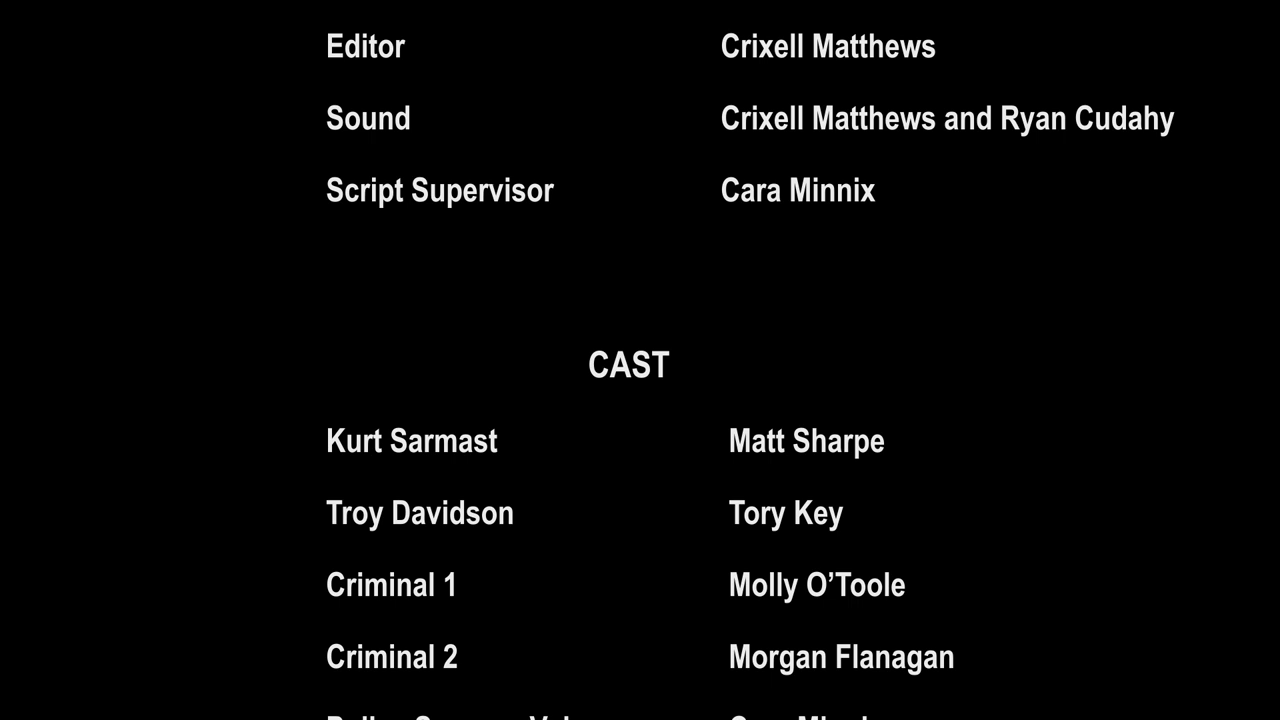 Editor Crixell Matthews
Sound Crixell Matthews and Ryan Cudahy
Script Supervisor Cara Minnix
CAST
Kurt Sarmast Matt Sharpe
Troy Davidson Tory Key
Criminal 1 Molly O’Toole
Criminal 2 Morgan Flanagan